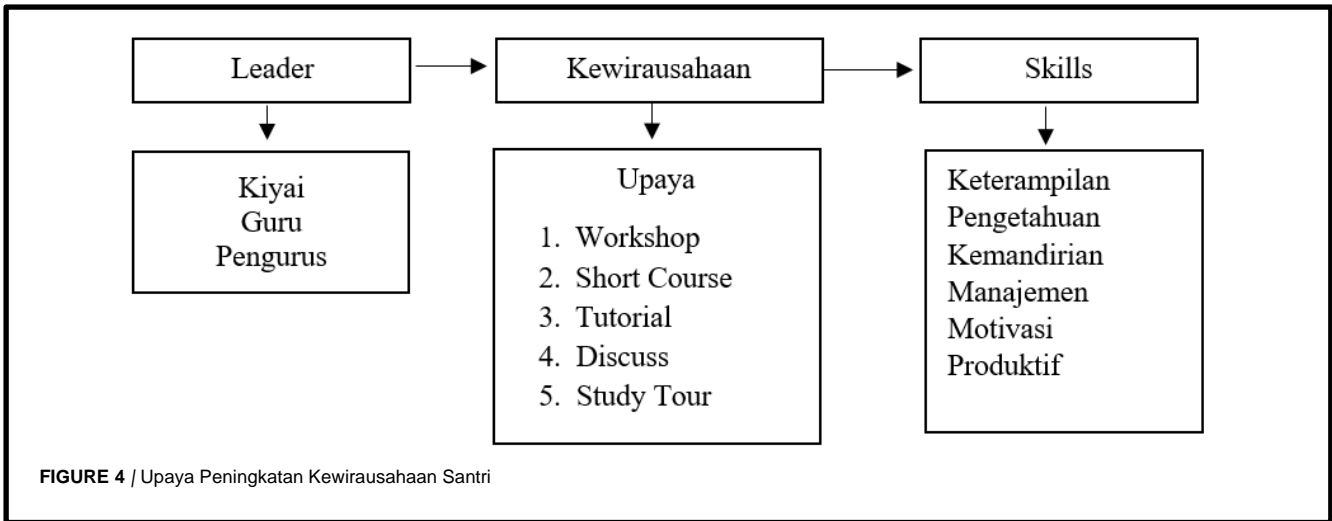 Leader
Kewirausahaan
Skills
Kiyai
Guru
Pengurus
Upaya
1. Workshop
2. Short Course
3. Tutorial
4. Discuss
5. Study Tour
Keterampilan
Pengetahuan
Kemandirian
Manajemen
Motivasi
Produktif
FIGURE 4 | Upaya Peningkatan Kewirausahaan Santri